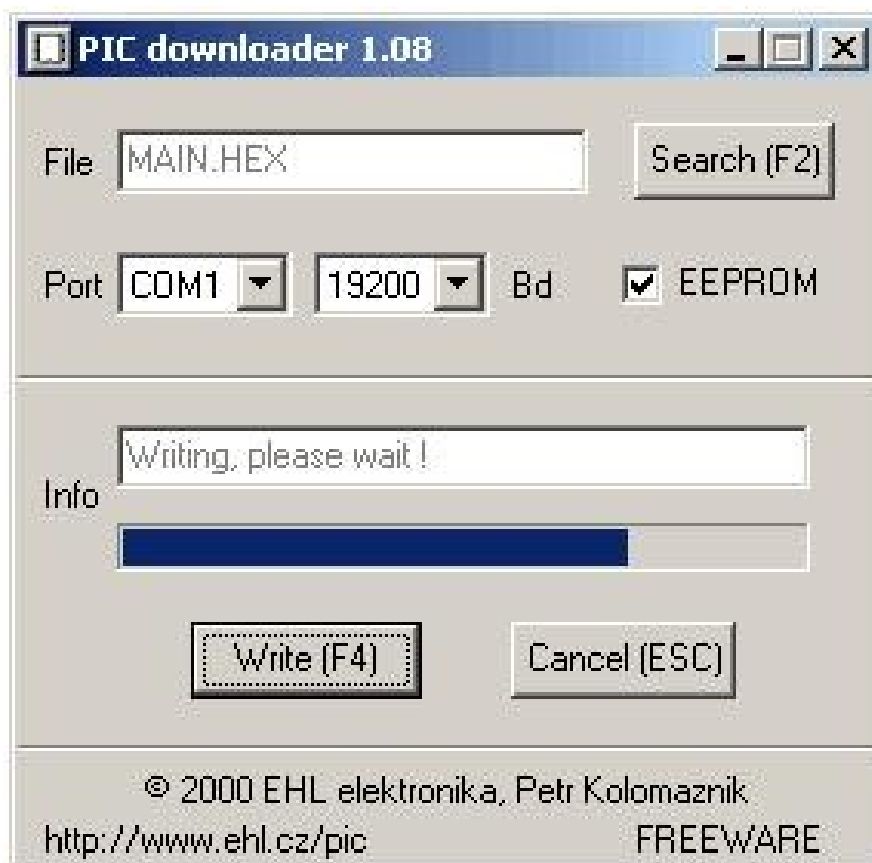 PIC downloader 1.08
File MAIN.HEX Search (F2)
Port COM1 19200 Bd EEPROM
Writing, please wait !
Info
Write (F4) Cancel (ESC)
© 2000 EHL elektronika, Petr Kolomaznik
http://www.ehl.cz/pic FREEWARE